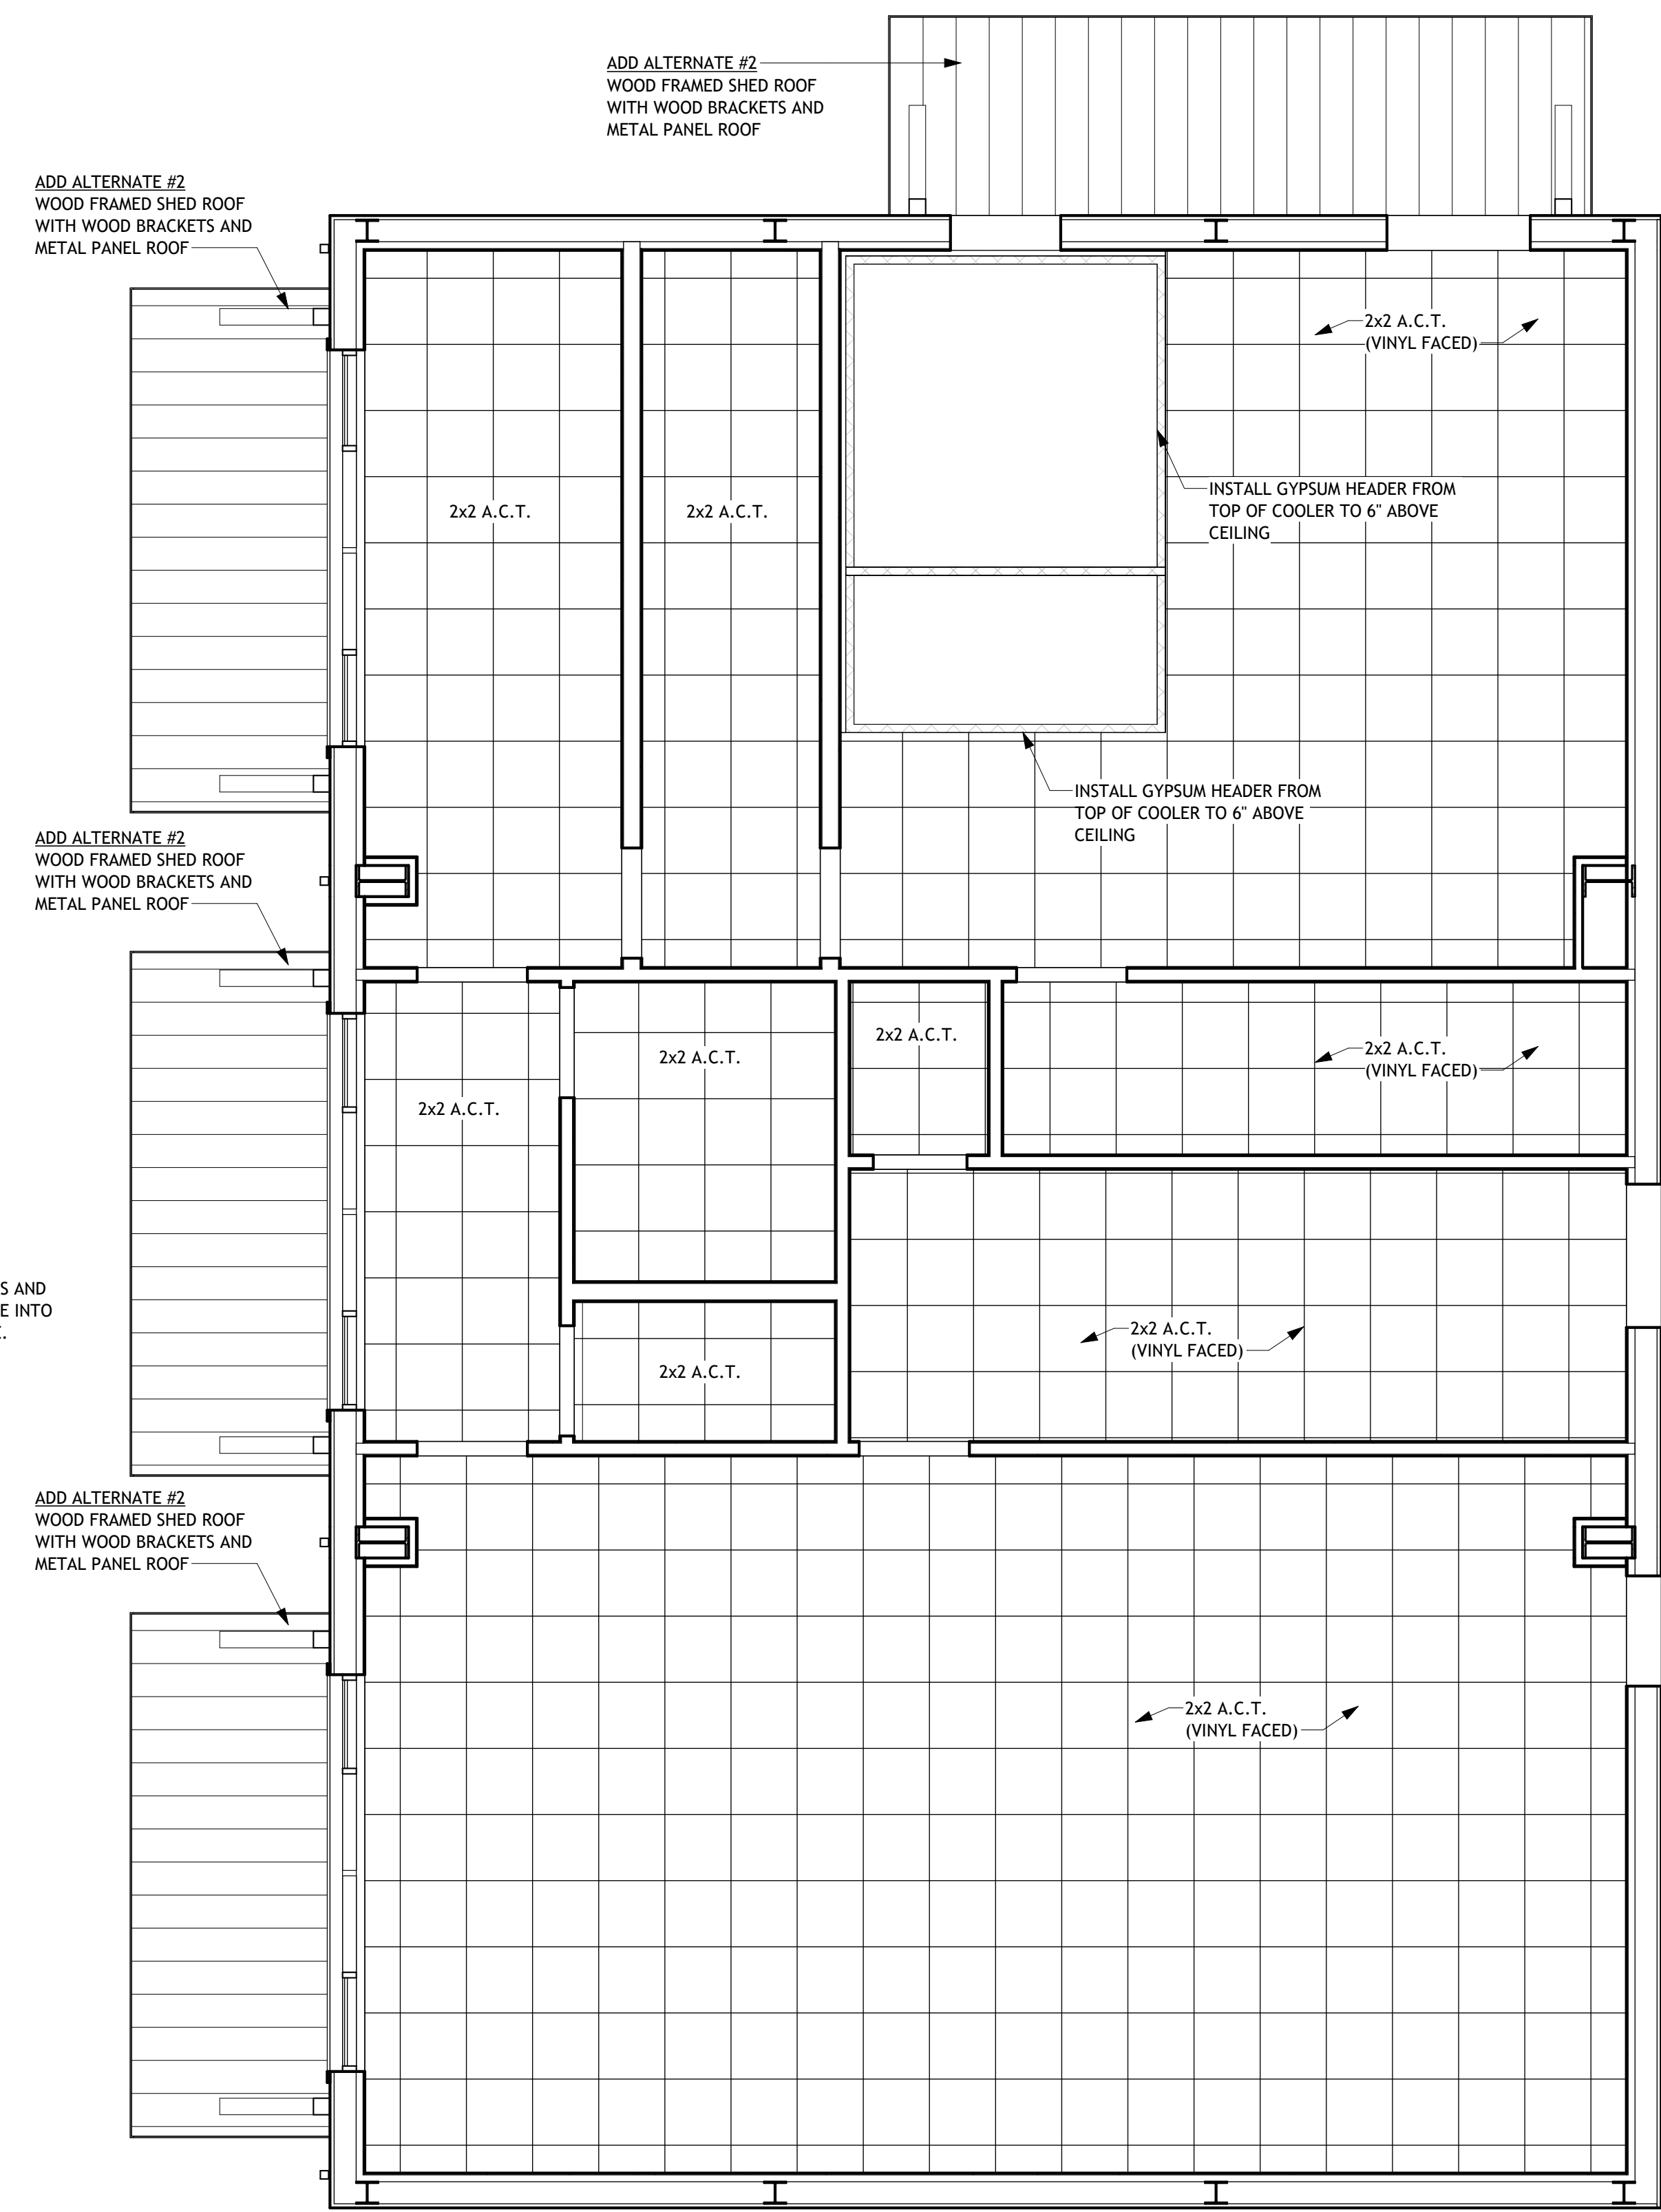 ADD ALTERNATE #2
WOOD FRAMED SHED ROOF
WITH WOOD BRACKETS AND
METAL PANEL ROOF
ADD ALTERNATE #2
WOOD FRAMED SHED ROOF
WITH WOOD BRACKETS AND
METAL PANEL ROOF
2x2 A.C.T.
(VINYL FACED)
2x2 A.C.T.
2x2 A.C.T.
INSTALL GYPSUM HEADER FROM
TOP OF COOLER TO 6" ABOVE
CEILING
INSTALL GYPSUM HEADER FROM
TOP OF COOLER TO 6" ABOVE
CEILING
ADD ALTERNATE #2
WOOD FRAMED SHED ROOF
WITH WOOD BRACKETS AND
METAL PANEL ROOF
2x2 A.C.T.
2x2 A.C.T.
2x2 A.C.T.
(VINYL FACED)
2x2 A.C.T.
S AND
E INTO
2x2 A.C.T.
(VINYL FACED)
2x2 A.C.T.
ADD ALTERNATE #2
WOOD FRAMED SHED ROOF
WITH WOOD BRACKETS AND
METAL PANEL ROOF
2x2 A.C.T.
(VINYL FACED)